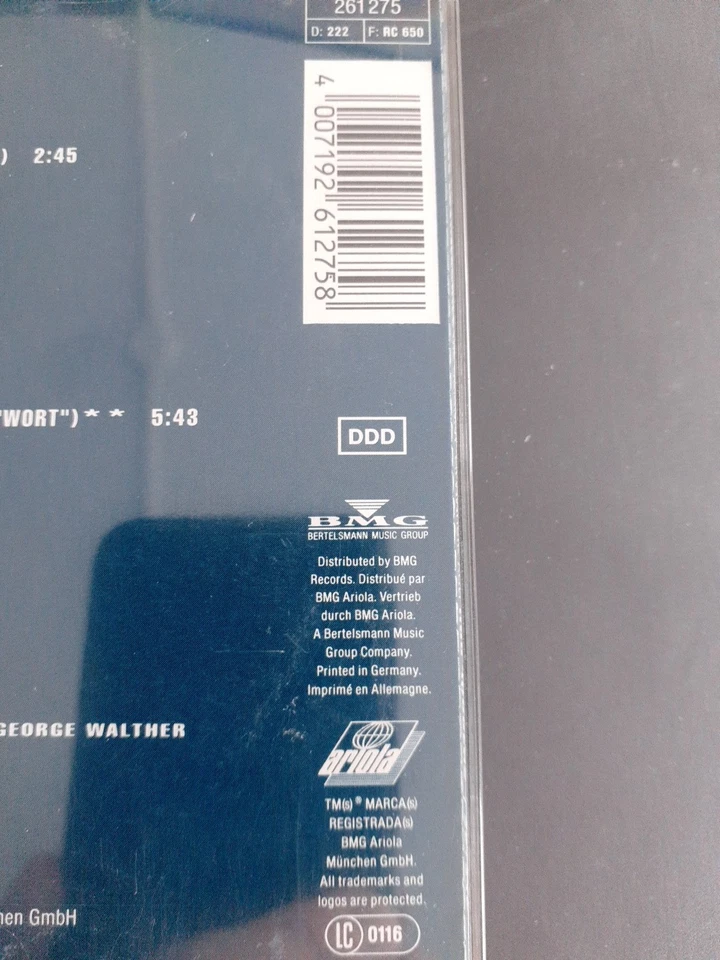 261 275
D: 222 F: RC 650
4 007192 612758
) 2:45
"WORT")** 5:43
DDD
BMG
BERTELSMANN MUSIC GROUP
Distributed by BMG
Records. Distribué par
BMG Ariola. Vertrieb
durch BMG Ariola.
A Bertelsmann Music
Group Company.
Printed in Germany.
Imprimé en Allemagne.
GEORGE WALTHER
ariola
TM(s)® MARCA(s)
REGISTRADA(s)
BMG Ariola
München GmbH.
All trademarks and
logos are protected.
hen GmbH
LC 0116